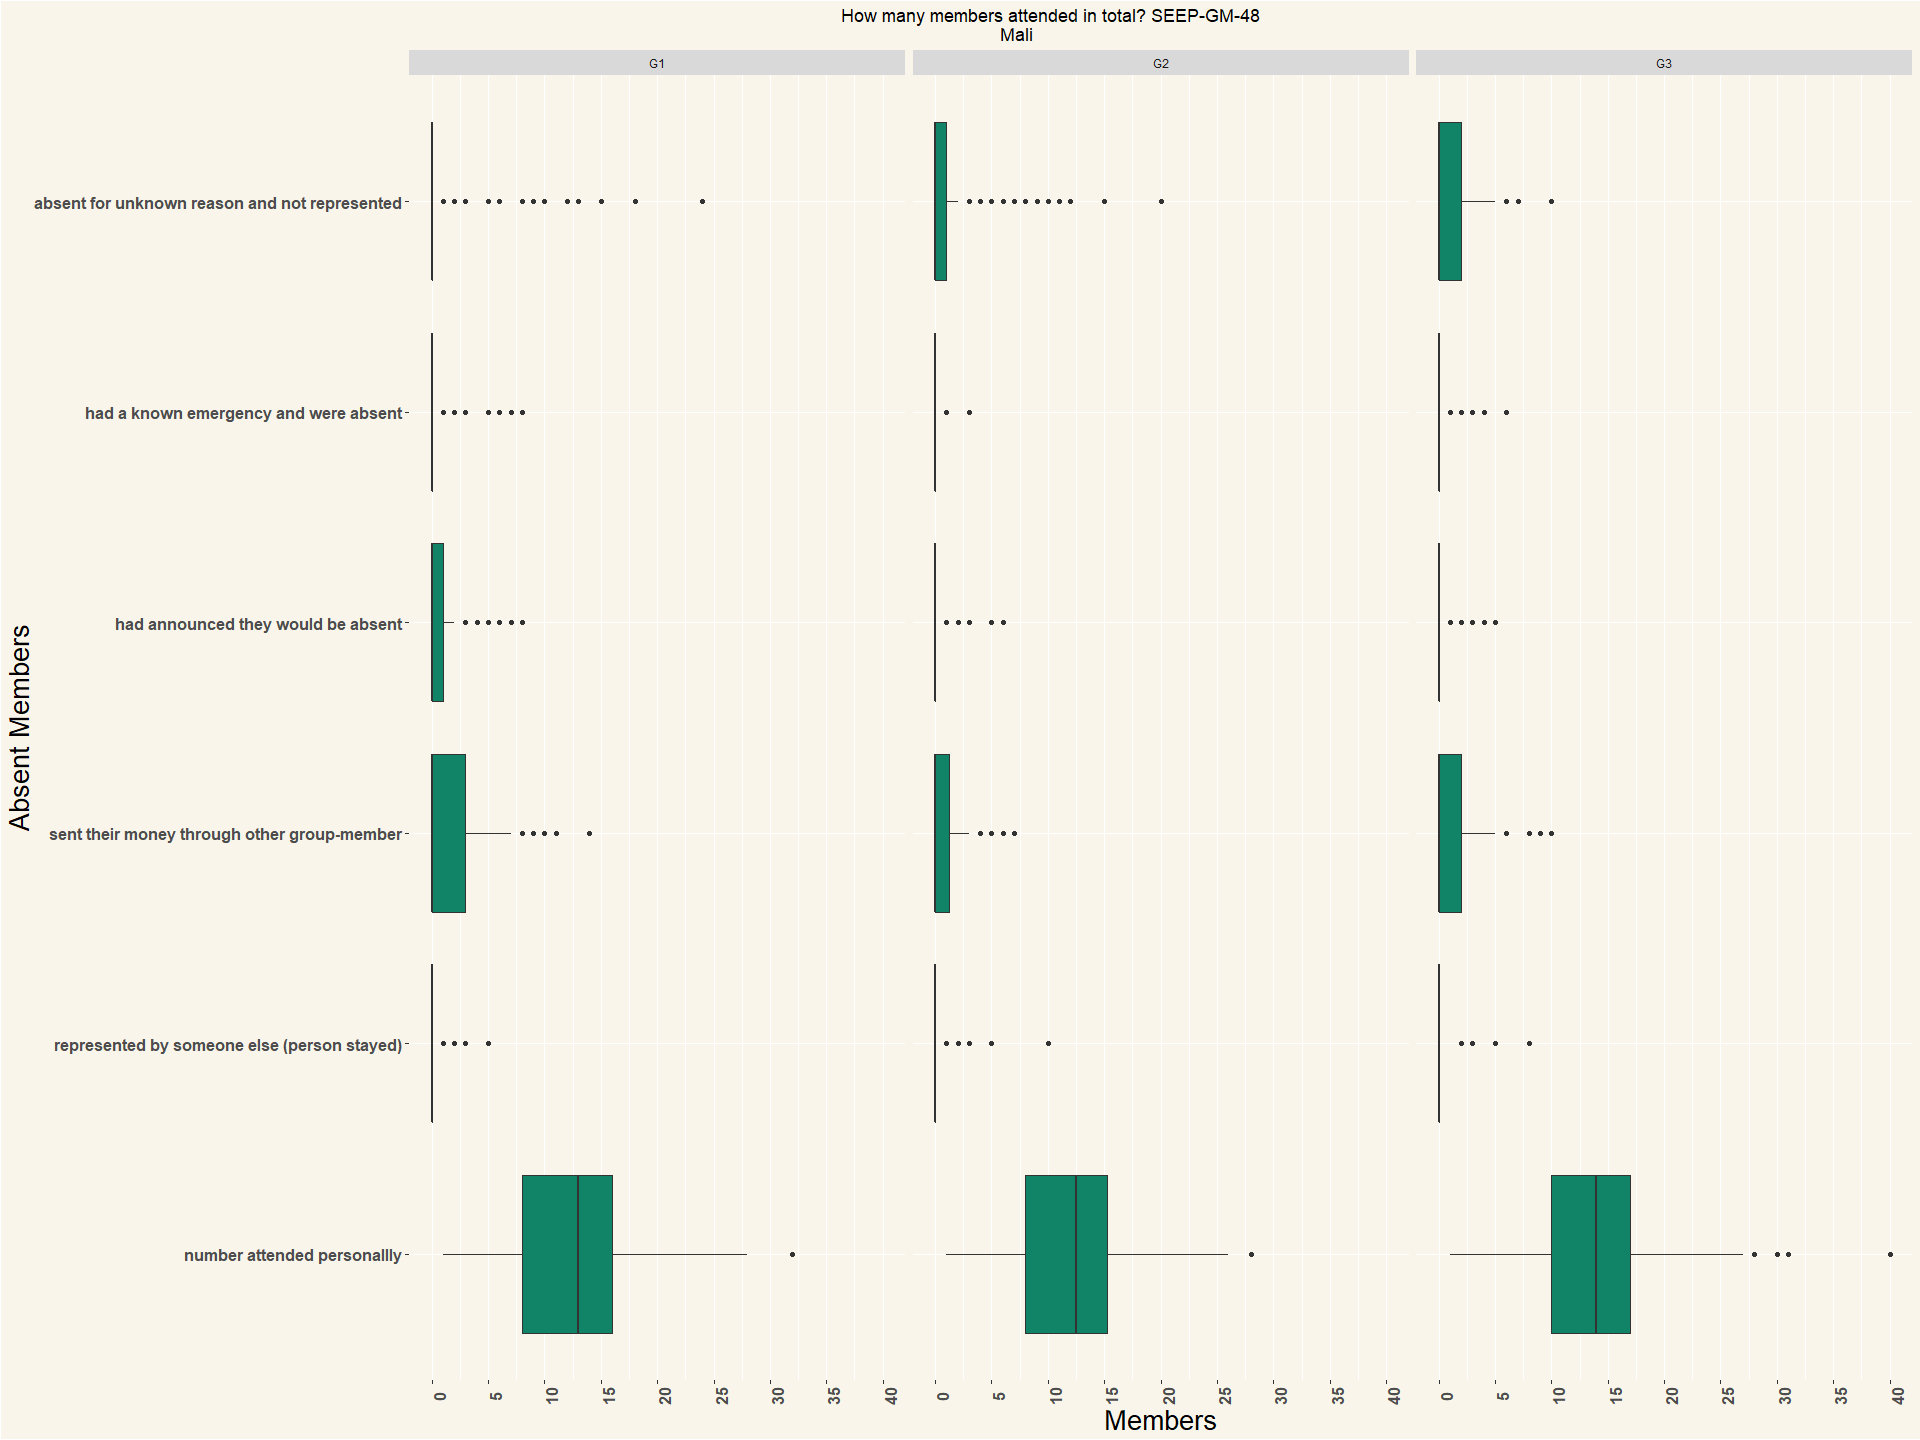 How many members attended in total? SEEP-GM-48
Mali
G1 G2 G3
absent for unknown reason and not represented
had a known emergency and were absent
had announced they would be absent
sent their money through other group-member
represented by someone else (person stayed)
number attended personallly
Absent Members
0 5 10 15 20 25 30 35 40 0 5 10 15 20 25 30 35 40 0 5 10 15 20 25 30 35 40
Members